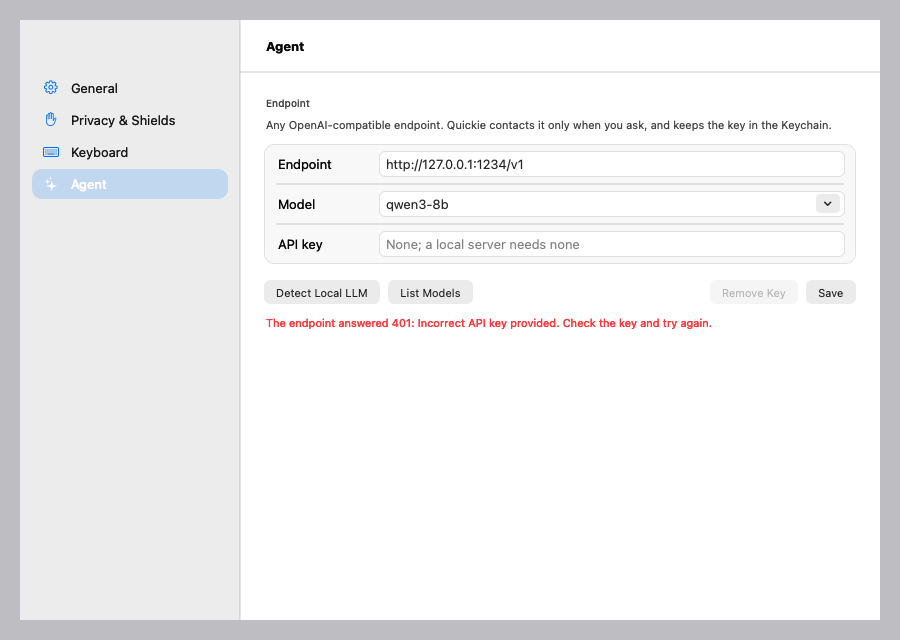 Agent
General
Privacy & Shields
Keyboard
Agent
Endpoint
Any OpenAI-compatible endpoint. Quickie contacts it only when you ask, and keeps the key in the Keychain.
Endpoint http://127.0.0.1:1234/v1
Model qwen3-8b
API key None; a local server needs none
Detect Local LLM List Models Remove Key Save
The endpoint answered 401: Incorrect API key provided. Check the key and try again.